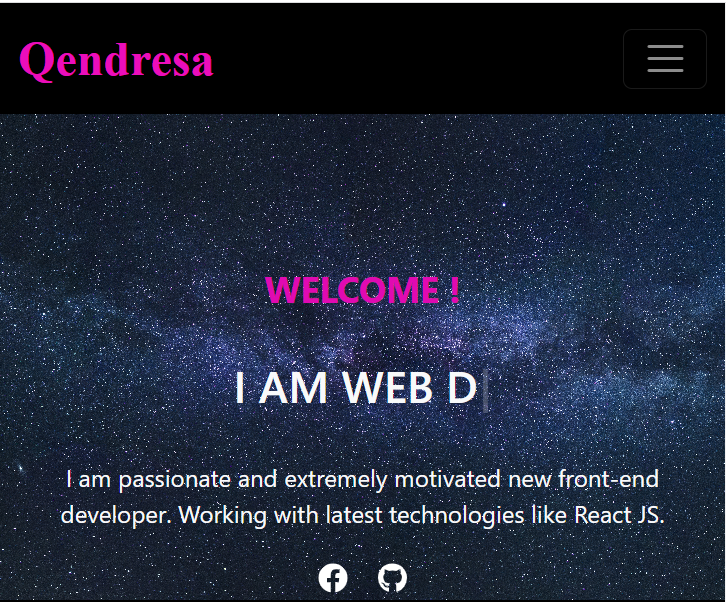 Qendresa
WELCOME !
I AM WEB D
I am passionate and extremely motivated new front-end
developer. Working with latest technologies like React JS.